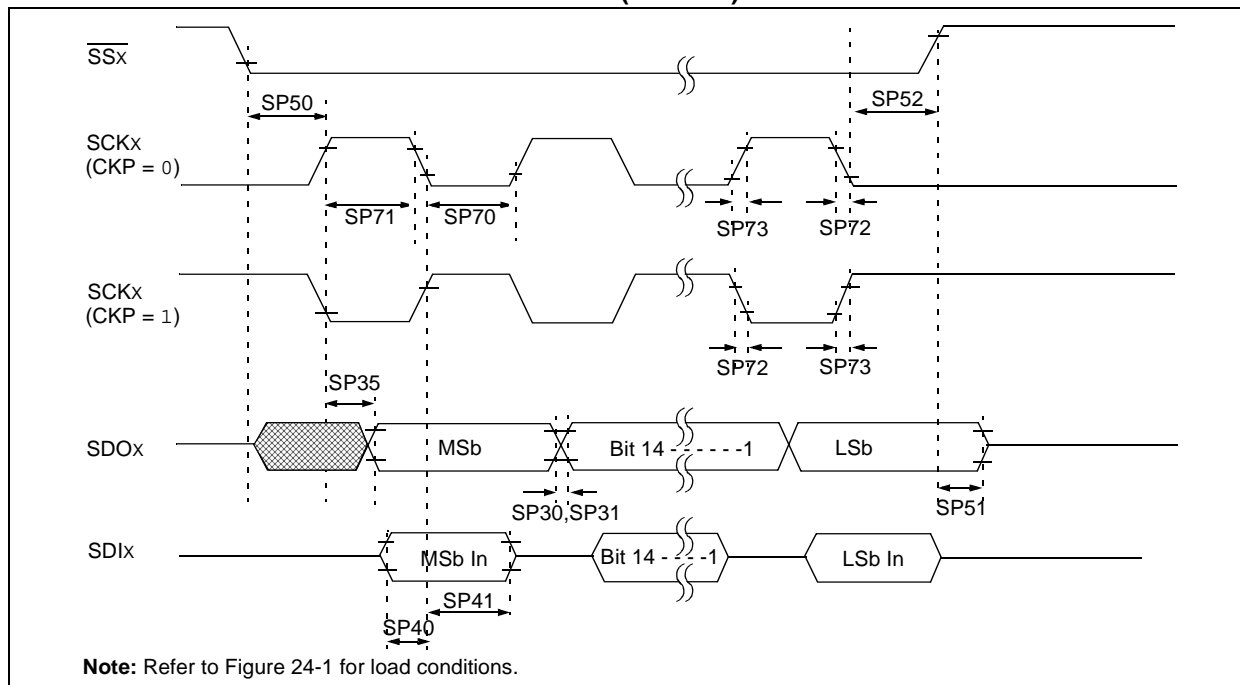 SSX
SP50
SP52
SCKX
(CKP = 0)
SP71
SP70
SP73
SP72
SCKX
(CKP = 1)
SP72
SP73
SP35
SDOX
MSb
Bit 14 - - - - - -1
LSb
SP30,SP31
SP51
SDIX
MSb In
Bit 14 - - - -1
LSb In
SP41
SP40
Note: Refer to Figure 24-1 for load conditions.